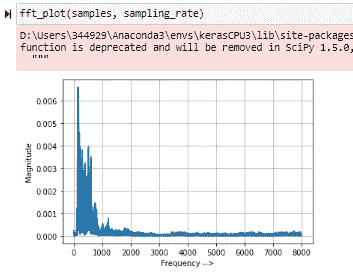 fft_plot(samples, sampling_rate)
D:\Users\344929\Anaconda3\envs\kerasCPU3\lib\site-packages
function is deprecated and will be removed in SciPy 1.5.0,
"""
0.006
0.005
0.004
0.003
0.002
0.001
0.000
Magnitude
0 1000 2000 3000 4000 5000 6000 7000 8000
Frequency -->